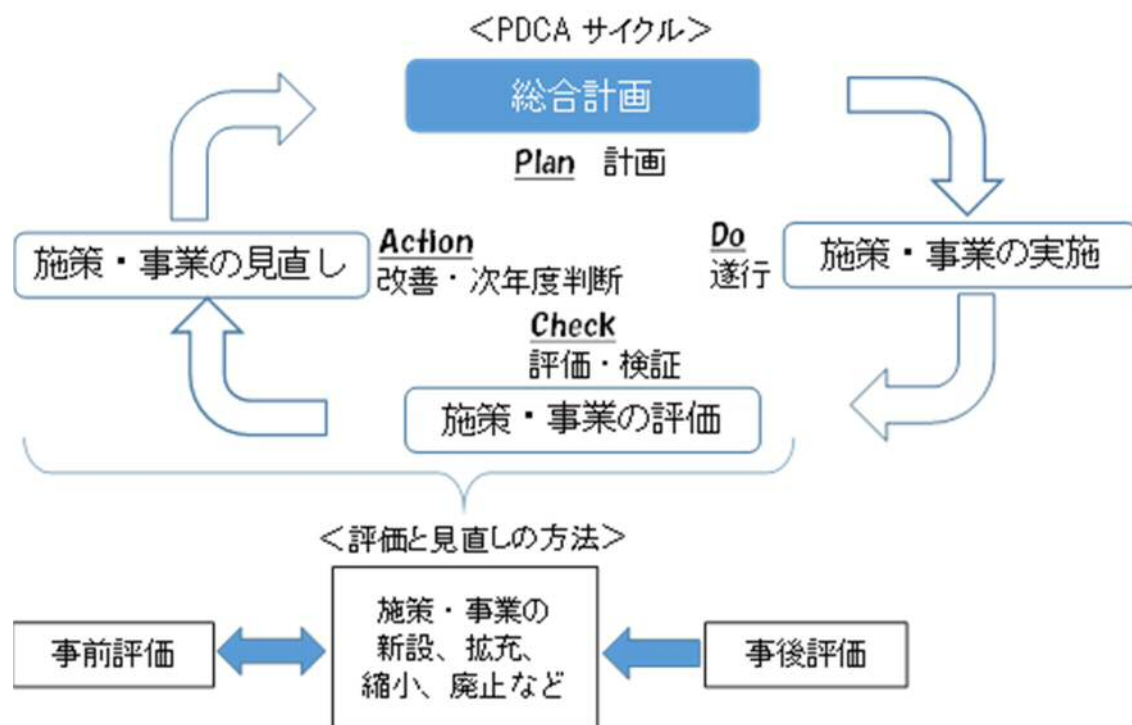 ＜PDCA サイクル＞
総合計画
Plan 計画
施策・事業の見直し
Action
改善・次年度判断
Do
遂行
施策・事業の実施
Check
評価・検証
施策・事業の評価
＜評価と見直しの方法＞
事前評価
施策・事業の
新設、拡充、
縮小、廃止など
事後評価